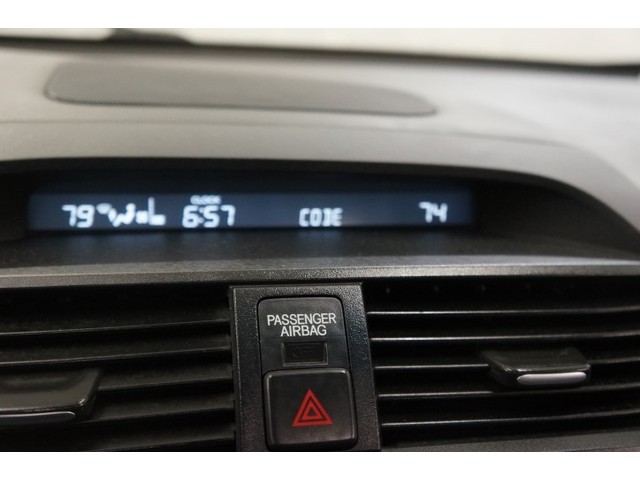 CLOCK
79 6:57 CODE 74
PASSENGER
AIRBAG